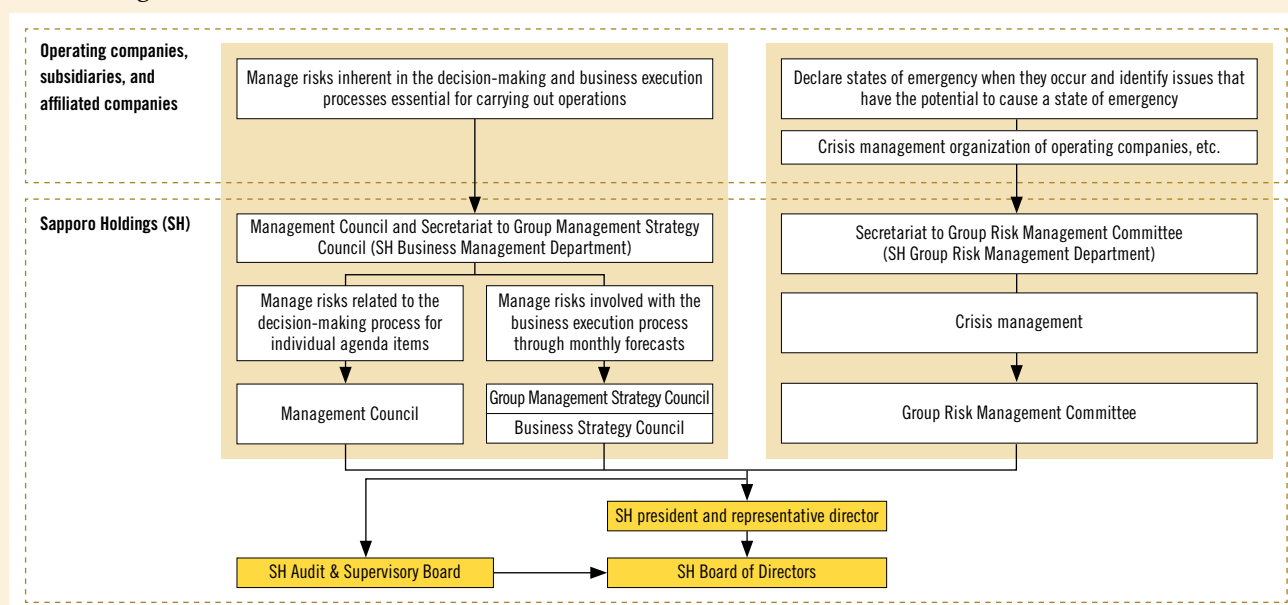 Operating companies,
subsidiaries, and
affiliated companies
Manage risks inherent in the decision-making and business execution
processes essential for carrying out operations
Declare states of emergency when they occur and identify issues that
have the potential to cause a state of emergency
Crisis management organization of operating companies, etc.
Sapporo Holdings (SH)
Management Council and Secretariat to Group Management Strategy
Council (SH Business Management Department)
Secretariat to Group Risk Management Committee
(SH Group Risk Management Department)
Manage risks related to the
decision-making process for
individual agenda items
Manage risks involved with the
business execution process
through monthly forecasts
Crisis management
Management Council
Group Management Strategy Council
Business Strategy Council
Group Risk Management Committee
SH president and representative director
SH Audit & Supervisory Board
SH Board of Directors